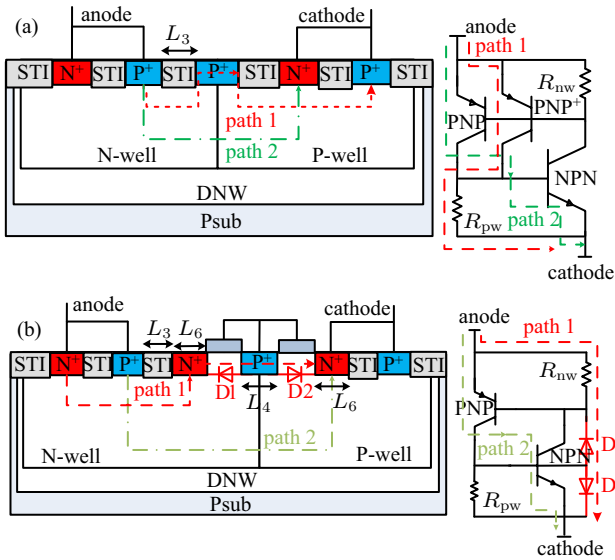 (a)
anode
cathode
L3
STI N+ STI P+ STI P+ STI N+ STI P+ STI
path 1
path 2
N-well
P-well
DNW
Psub
anode
path 1
Rnw
PNP
PNP+
NPN
path 2
Rpw
cathode
(b)
anode
cathode
L3
L6
STI N+ STI P+ STI N+ P+ N+ STI P+ STI
D1
D2
L4
L6
path 1
path 2
N-well
P-well
DNW
Psub
anode
path 1
Rnw
PNP
D
NPN
path 2
D
Rpw
cathode